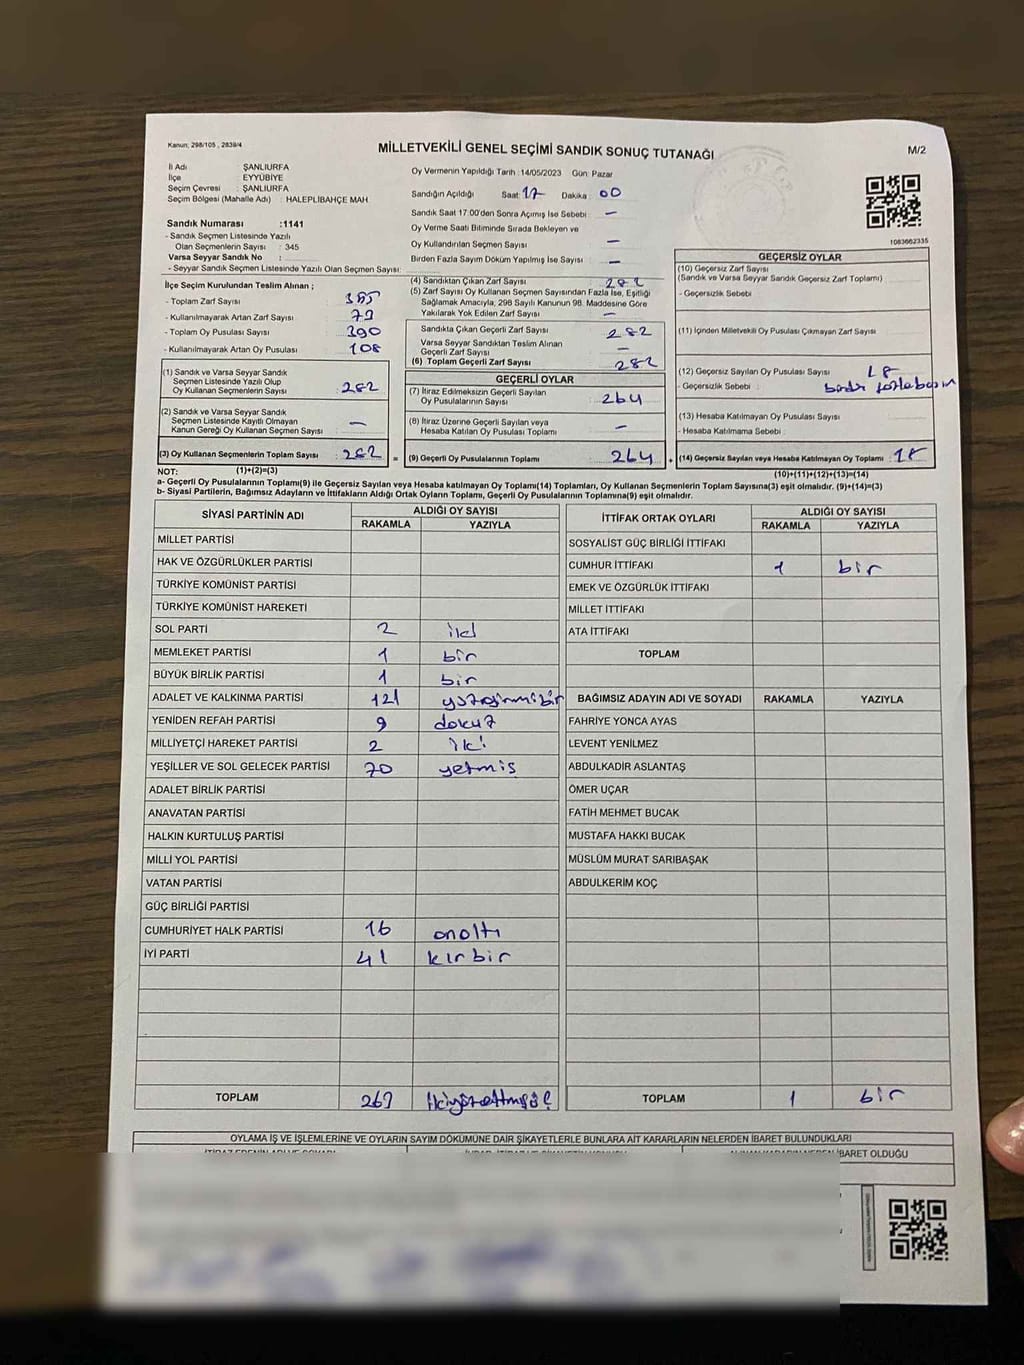 Kanun; 298/105 , 2839/4
MİLLETVEKİLİ GENEL SEÇİMİ SANDIK SONUÇ TUTANAĞI
M/2
İl Adı : ŞANLIURFA
İlçe : EYYÜBİYE
Seçim Çevresi : ŞANLIURFA
Seçim Bölgesi (Mahalle Adı) : HALEPLİBAHÇE MAH
Sandık Numarası :1141
- Sandık Seçmen Listesinde Yazılı
Olan Seçmenlerin Sayısı : 345
Varsa Seyyar Sandık No :
- Seyyar Sandık Seçmen Listesinde Yazılı Olan Seçmen Sayısı:
Oy Vermenin Yapıldığı Tarih :14/05/2023 Gün: Pazar
Sandığın Açıldığı Saat: 17 Dakika : 00
Sandık Saat 17.00'den Sonra Açımış İse Sebebi : —
Oy Verme Saati Bitiminde Sırada Bekleyen ve
Oy Kullandırılan Seçmen Sayısı : —
Birden Fazla Sayım Döküm Yapılmış İse Sayısı : —
1083662335
İlçe Seçim Kurulundan Teslim Alınan ;
- Toplam Zarf Sayısı :
- Kullanılmayarak Artan Zarf Sayısı :
- Toplam Oy Pusulası Sayısı : 390
- Kullanılmayarak Artan Oy Pusulası : 108
(1) Sandık ve Varsa Seyyar Sandık
Seçmen Listesinde Yazılı Olup
Oy Kullanan Seçmenlerin Sayısı : 282
(2) Sandık ve Varsa Seyyar Sandık
Seçmen Listesinde Kayıtlı Olmayan
Kanun Gereği Oy Kullanan Seçmen Sayısı : —
(3) Oy Kullanan Seçmenlerin Toplam Sayısı : 282 =
(4) Sandıktan Çıkan Zarf Sayısı : 282
(5) Zarf Sayısı Oy Kullanan Seçmen Sayısından Fazla İse, Eşitliği
Sağlamak Amacıyla, 298 Sayılı Kanunun 98. Maddesine Göre
Yakılarak Yok Edilen Zarf Sayısı : —
Sandıkta Çıkan Geçerli Zarf Sayısı : 282
Varsa Seyyar Sandıktan Teslim Alınan
Geçerli Zarf Sayısı : —
(6) Toplam Geçerli Zarf Sayısı : 282
GEÇERLİ OYLAR
(7) İtiraz Edilmeksizin Geçerli Sayılan
Oy Pusulalarının Sayısı : 264
(8) İtiraz Üzerine Geçerli Sayılan veya
Hesaba Katılan Oy Pusulası Toplamı : —
(9) Geçerli Oy Pusulalarının Toplamı : 264 +
GEÇERSİZ OYLAR
(10) Geçersiz Zarf Sayısı
(Sandık ve Varsa Seyyar Sandık Geçersiz Zarf Toplamı) :
- Geçersizlik Sebebi :
(11) İçinden Milletvekili Oy Pusulası Çıkmayan Zarf Sayısı :
(12) Geçersiz Sayılan Oy Pusulası Sayısı : 18
- Geçersizlik Sebebi :
(13) Hesaba Katılmayan Oy Pusulası Sayısı :
- Hesaba Katılmama Sebebi :
(14) Geçersiz Sayılan veya Hesaba Katılmayan Oy Toplamı : 18
NOT: (1)+(2)=(3) (10)+(11)+(12)+(13)=(14)
a- Geçerli Oy Pusulalarının Toplamı(9) ile Geçersiz Sayılan veya Hesaba katılmayan Oy Toplamı(14) Toplamları, Oy Kullanan Seçmenlerin Toplam Sayısına(3) eşit olmalıdır. (9)+(14)=(3)
b- Siyasi Partilerin, Bağımsız Adayların ve İttifakların Aldığı Ortak Oyların Toplamı, Geçerli Oy Pusulalarının Toplamına(9) eşit olmalıdır.
SİYASİ PARTİNİN ADI ALDIĞI OY SAYISI
RAKAMLA YAZIYLA
MİLLET PARTİSİ
HAK VE ÖZGÜRLÜKLER PARTİSİ
TÜRKİYE KOMÜNİST PARTİSİ
TÜRKİYE KOMÜNİST HAREKETİ
SOL PARTİ 2 iki
MEMLEKET PARTİSİ 1 bir
BÜYÜK BİRLİK PARTİSİ 1 bir
ADALET VE KALKINMA PARTİSİ 121
YENİDEN REFAH PARTİSİ 9 dokuz
MİLLİYETÇİ HAREKET PARTİSİ 2 iki
YEŞİLLER VE SOL GELECEK PARTİSİ 70 yetmiş
ADALET BİRLİK PARTİSİ
ANAVATAN PARTİSİ
HALKIN KURTULUŞ PARTİSİ
MİLLİ YOL PARTİSİ
VATAN PARTİSİ
GÜÇ BİRLİĞİ PARTİSİ
CUMHURİYET HALK PARTİSİ 16 onaltı
İYİ PARTİ 41 kırbir
TOPLAM 263
İTTİFAK ORTAK OYLARI ALDIĞI OY SAYISI
RAKAMLA YAZIYLA
SOSYALİST GÜÇ BİRLİĞİ İTTİFAKI
CUMHUR İTTİFAKI 1 bir
EMEK VE ÖZGÜRLÜK İTTİFAKI
MİLLET İTTİFAKI
ATA İTTİFAKI
TOPLAM
BAĞIMSIZ ADAYIN ADI VE SOYADI RAKAMLA YAZIYLA
FAHRİYE YONCA AYAS
LEVENT YENİLMEZ
ABDULKADİR ASLANTAŞ
ÖMER UÇAR
FATİH MEHMET BUCAK
MUSTAFA HAKKI BUCAK
MÜSLÜM MURAT SARIBAŞAK
ABDULKERİM KOÇ
TOPLAM 1 bir
OYLAMA İŞ VE İŞLEMLERİNE VE OYLARIN SAYIM DÖKÜMÜNE DAİR ŞİKAYETLERLE BUNLARA AİT KARARLARIN NELERDEN İBARET BULUNDUKLARI
İBARET OLDUĞU